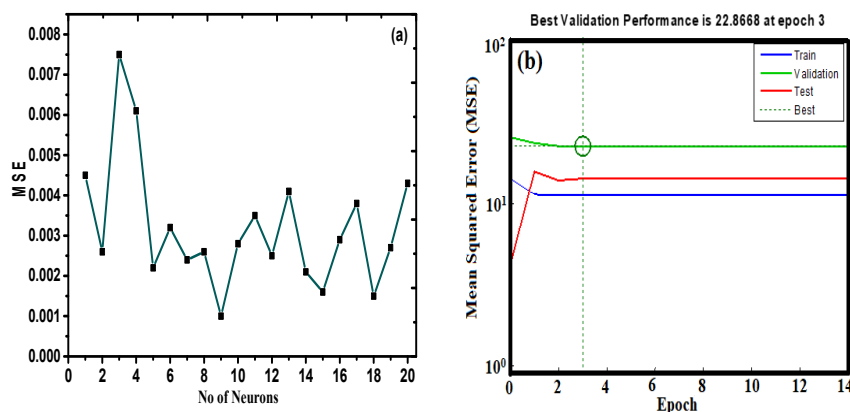 (a)
0.008
0.007
0.006
0.005
0.004
0.003
0.002
0.001
0.000
MSE
0 2 4 6 8 10 12 14 16 18 20
No of Neurons
Best Validation Performance is 22.8668 at epoch 3
(b)
Train
Validation
Test
Best
10²
10¹
10⁰
Mean Squared Error (MSE)
0 2 4 6 8 10 12 14
Epoch